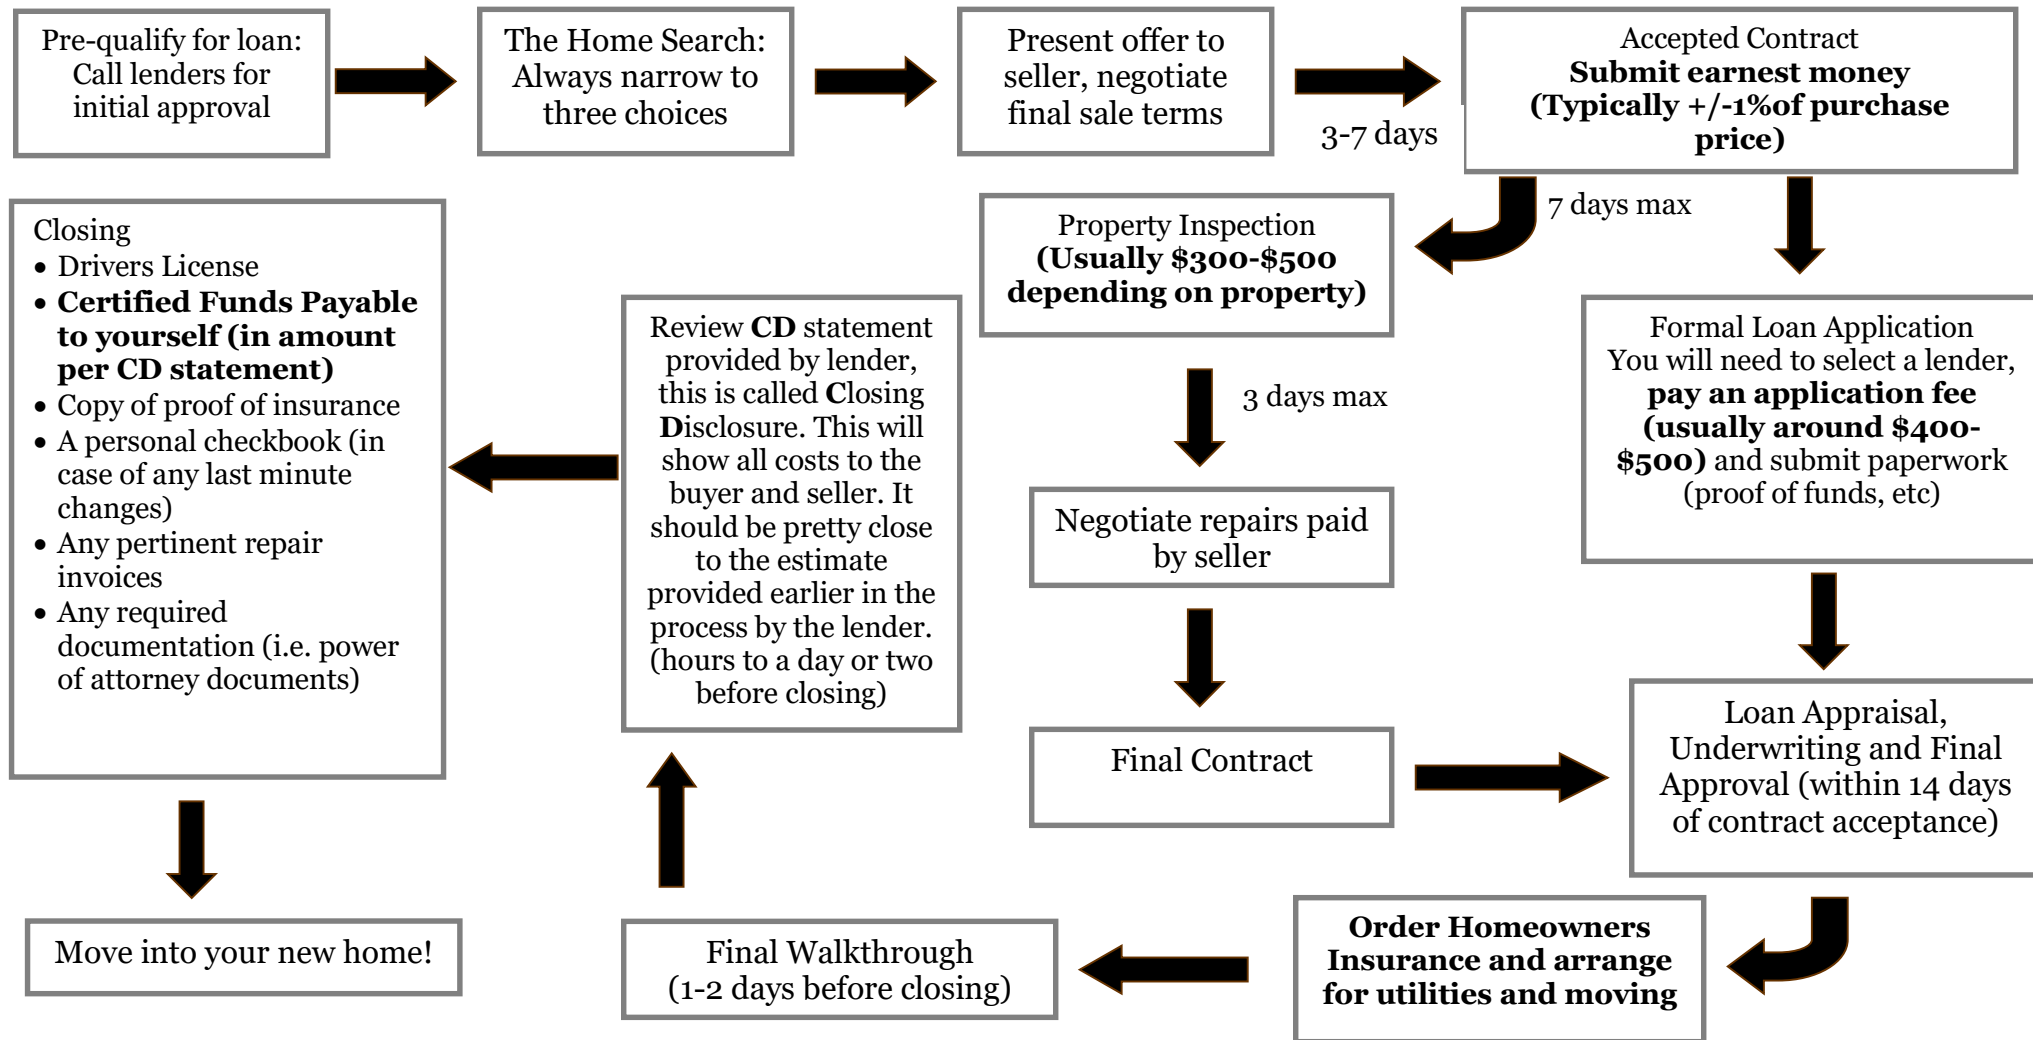 Pre-qualify for loan:
Call lenders for
initial approval
The Home Search:
Always narrow to
three choices
Present offer to
seller, negotiate
final sale terms
3-7 days
Accepted Contract
Submit earnest money
(Typically +/-1%of purchase
price)
7 days max
Property Inspection
(Usually $300-$500
depending on property)
3 days max
Negotiate repairs paid
by seller
Final Contract
Formal Loan Application
You will need to select a lender,
pay an application fee
(usually around $400-
$500) and submit paperwork
(proof of funds, etc)
Loan Appraisal,
Underwriting and Final
Approval (within 14 days
of contract acceptance)
Order Homeowners
Insurance and arrange
for utilities and moving
Final Walkthrough
(1-2 days before closing)
Review CD statement
provided by lender,
this is called Closing
Disclosure. This will
show all costs to the
buyer and seller. It
should be pretty close
to the estimate
provided earlier in the
process by the lender.
(hours to a day or two
before closing)
Closing
• Drivers License
• Certified Funds Payable
to yourself (in amount
per CD statement)
• Copy of proof of insurance
• A personal checkbook (in
case of any last minute
changes)
• Any pertinent repair
invoices
• Any required
documentation (i.e. power
of attorney documents)
Move into your new home!